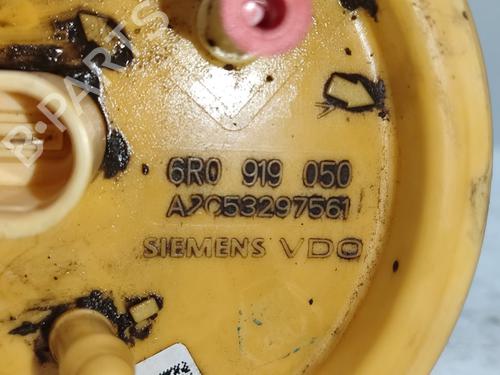 B-PARTS
6R0 919 050
A2C53297561
SIEMENS VDO